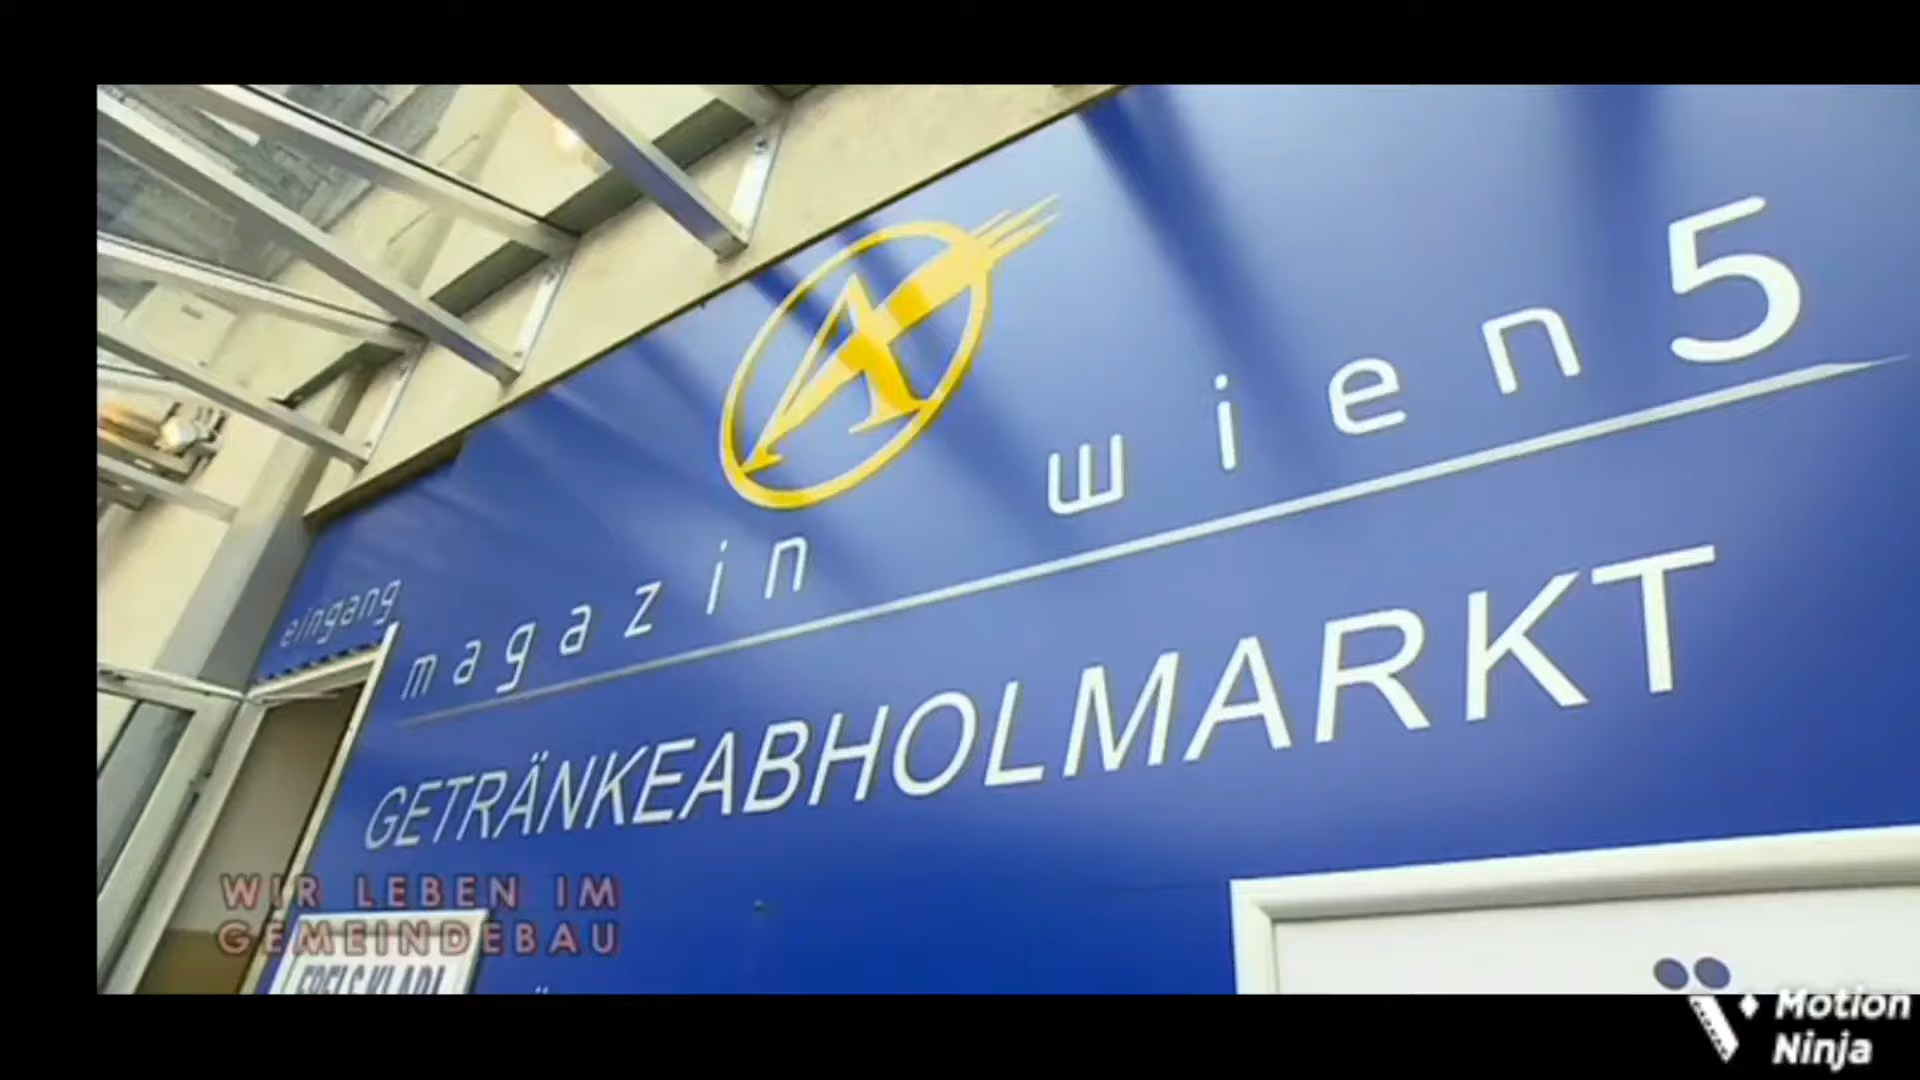 wien 5
eingang
magazin
GETRÄNKEABHOLMARKT
WIR LEBEN IM
GEMEINDEBAU
Motion
Ninja